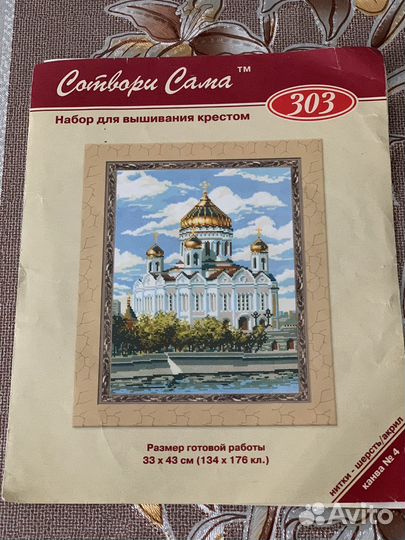 Сотвори Сама™
303
Набор для вышивания крестом
Размер готовой работы
33 x 43 см (134 x 176 кл.)
нитки - шерсть/акрил
канва № 4
Avito